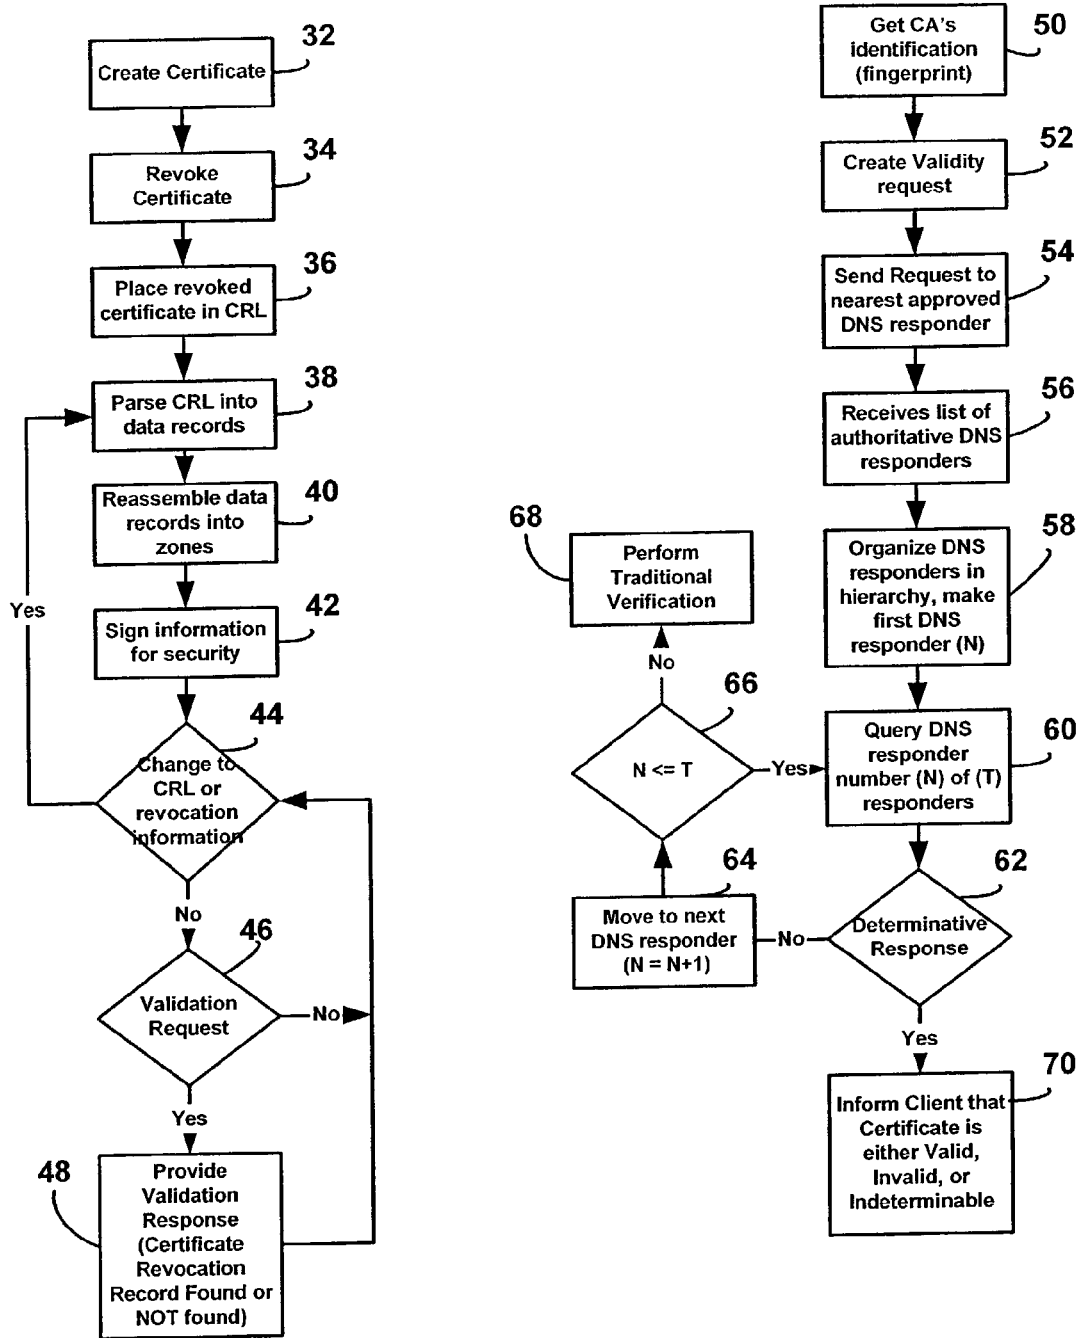 32
Create Certificate
34
Revoke
Certificate
36
Place revoked
certificate in CRL
38
Parse CRL into
data records
40
Reassemble data
records into
zones
42
Sign information
for security
Yes
44
Change to
CRL or
revocation
information
No
46
Validation
Request
No
Yes
48
Provide
Validation
Response
(Certificate
Revocation
Record Found or
NOT found)
50
Get CA's
identification
(fingerprint)
52
Create Validity
request
54
Send Request to
nearest approved
DNS responder
56
Receives list of
authoritative DNS
responders
58
Organize DNS
responders in
hierarchy, make
first DNS
responder (N)
60
Query DNS
responder
number (N) of (T)
responders
62
Determinative
Response
No
64
Move to next
DNS responder
(N = N+1)
66
N <= T
Yes
No
68
Perform
Traditional
Verification
Yes
70
Inform Client that
Certificate is
either Valid,
Invalid, or
Indeterminable